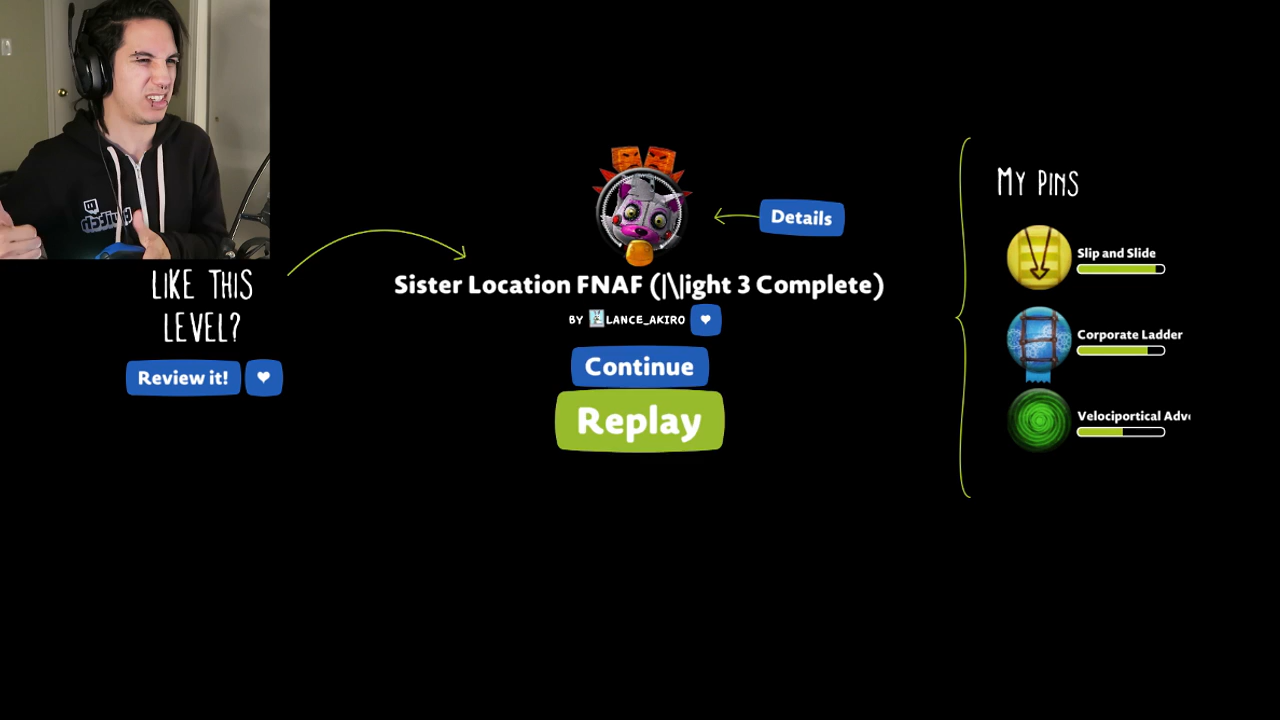 LIKE THIS
LEVEL?
Review it!
Details
Sister Location FNAF (|\|ight 3 Complete)
BY LANCE_AKIRO
Continue
Replay
MY PINS
Slip and Slide
Corporate Ladder
Velociportical Adv